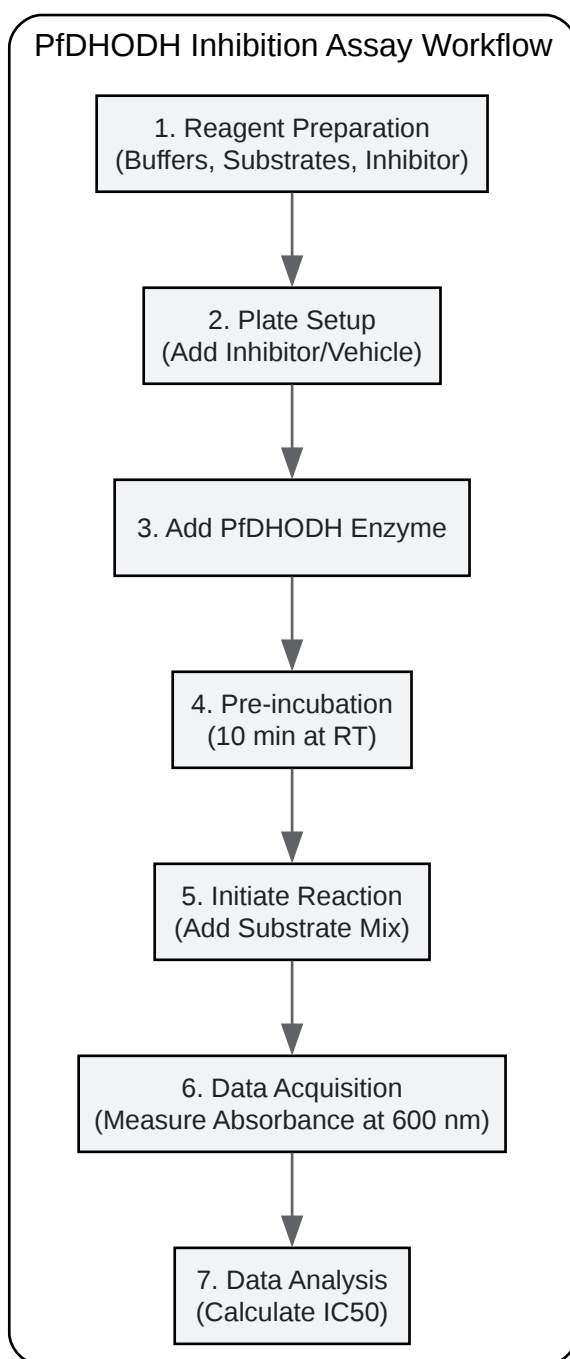 PfDHODH Inhibition Assay Workflow
1. Reagent Preparation
(Buffers, Substrates, Inhibitor)
2. Plate Setup
(Add Inhibitor/Vehicle)
3. Add PfDHODH Enzyme
4. Pre-incubation
(10 min at RT)
5. Initiate Reaction
(Add Substrate Mix)
6. Data Acquisition
(Measure Absorbance at 600 nm)
7. Data Analysis
(Calculate IC50)